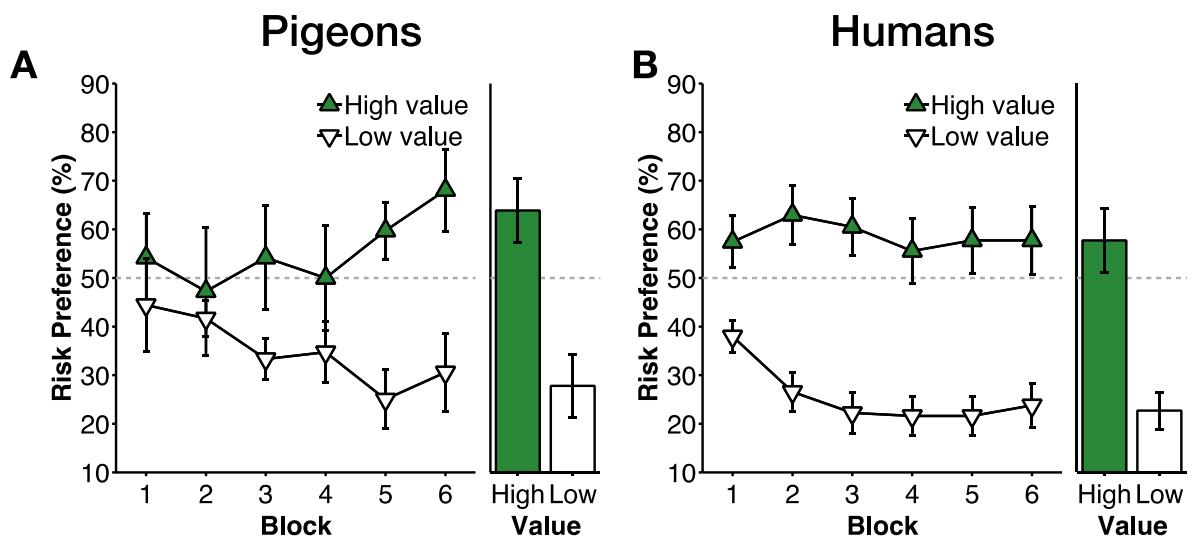 Pigeons
Humans
A
B
Risk Preference (%)
90
80
70
60
50
40
30
20
10
High value
Low value
1 2 3 4 5 6
Block
High Low
Value
Risk Preference (%)
90
80
70
60
50
40
30
20
10
High value
Low value
1 2 3 4 5 6
Block
High Low
Value